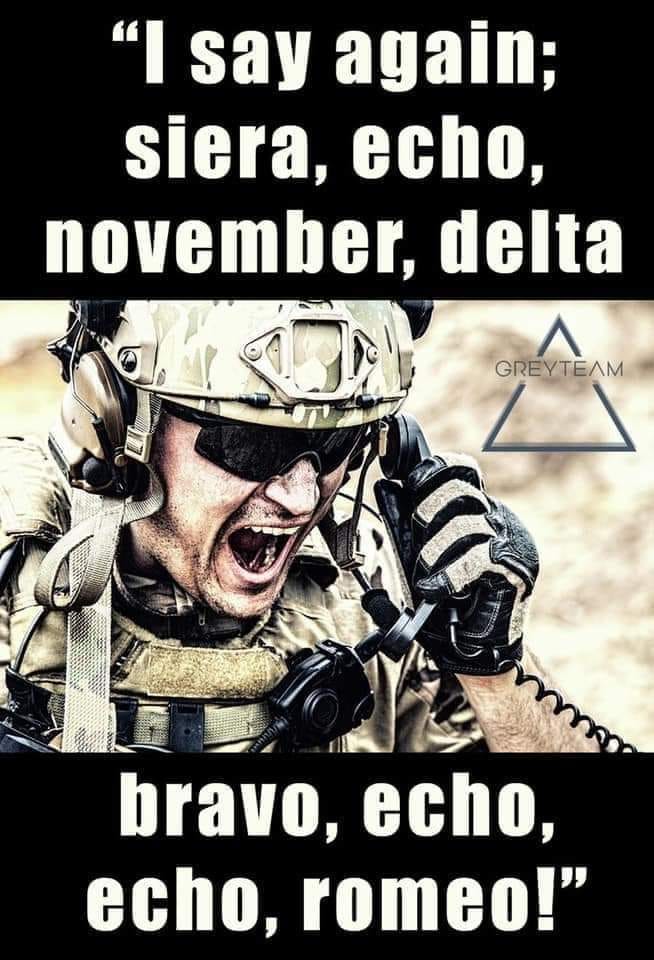 “I say again;
siera, echo,
november, delta
GREYTEAM
bravo, echo,
echo, romeo!”